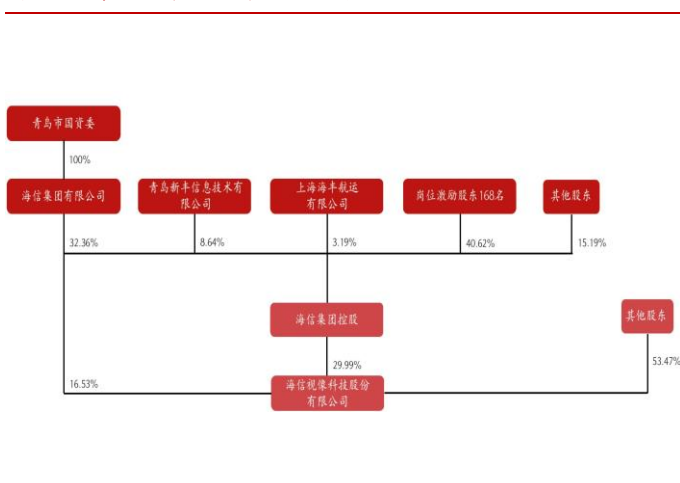 青岛市国资委
100%
海信集团有限公司
青岛新丰信息技术有
限公司
上海海丰航运
有限公司
岗位激励股东168名
其他股东
32.36%
8.64%
3.19%
40.62%
15.19%
海信集团控股
其他股东
29.99%
53.47%
16.53%
海信视像科技股份
有限公司